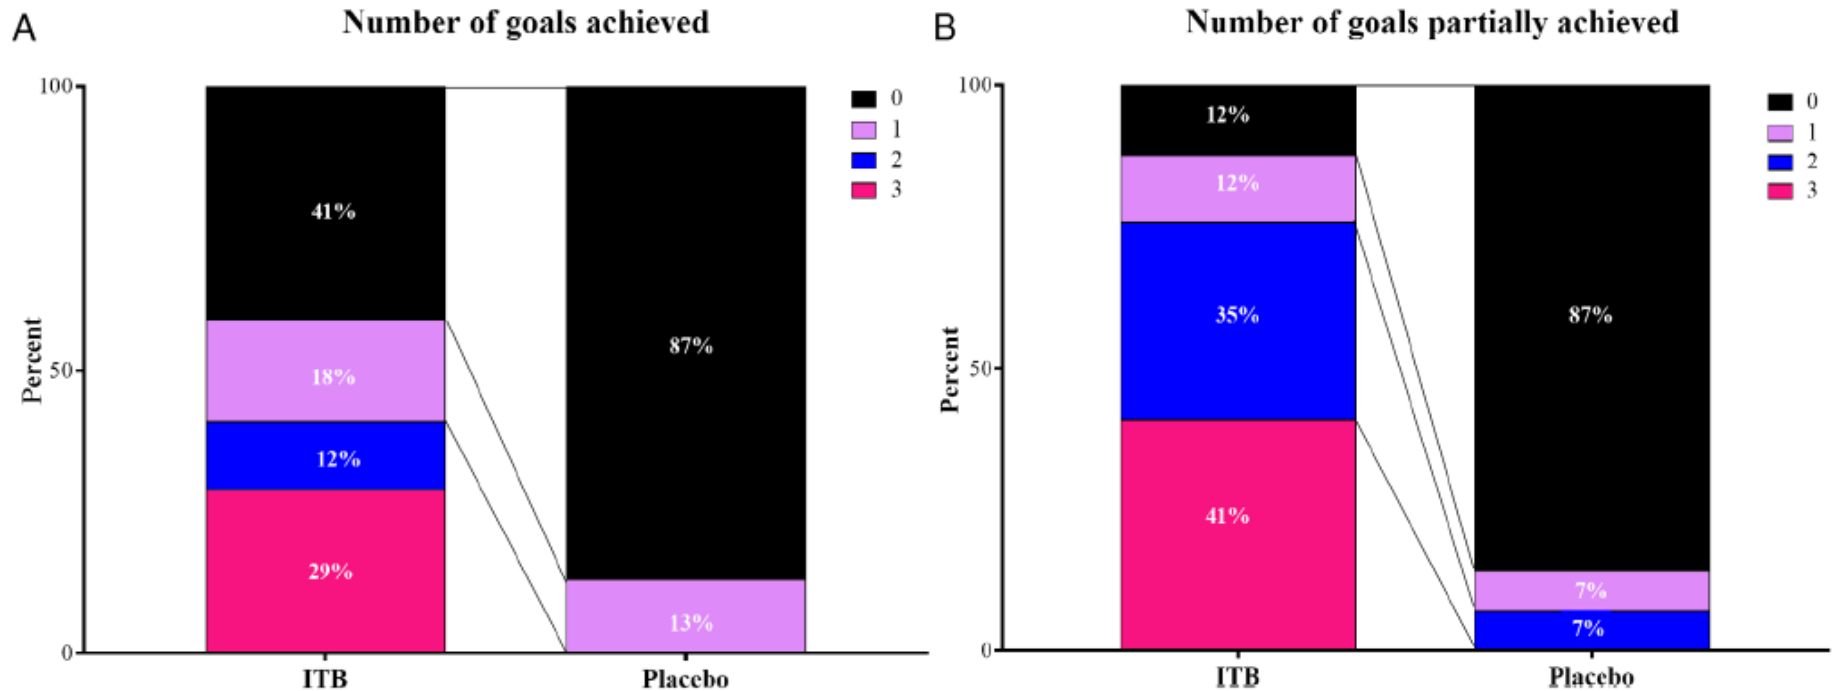 A
Number of goals achieved
100
50
0
Percent
41%
18%
12%
29%
87%
13%
ITB
Placebo
0
1
2
3
B
Number of goals partially achieved
100
50
0
Percent
12%
12%
35%
41%
87%
7%
7%
ITB
Placebo
0
1
2
3